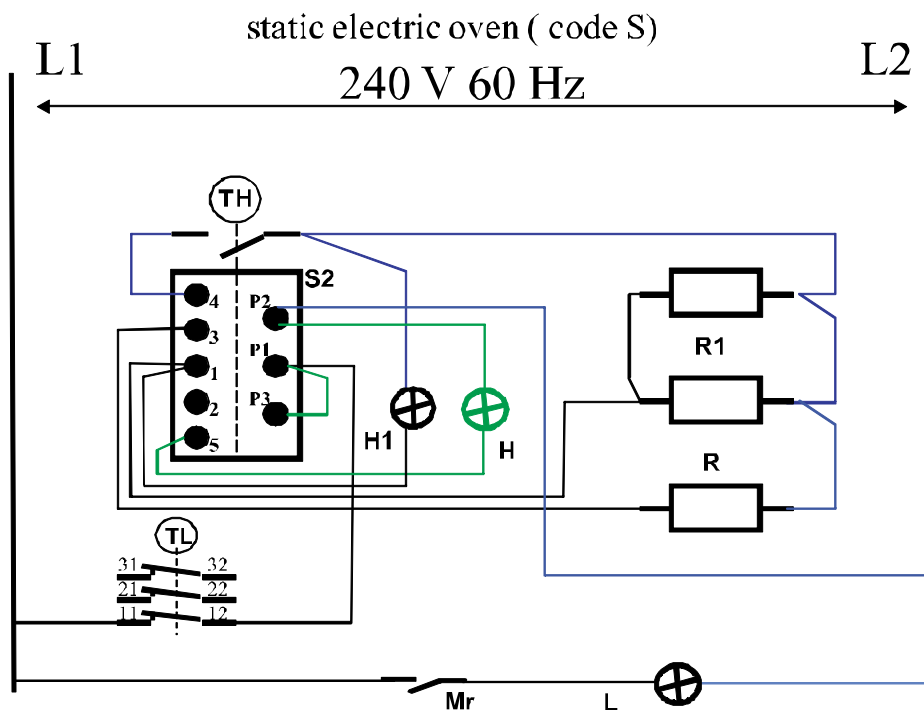 static electric oven ( code S)
L1
L2
240 V 60 Hz
TH
S2
4
P2
3
P1
1
R1
P3
2
H1
H
5
R
TL
31 32
21 22
11 12
Mr
L